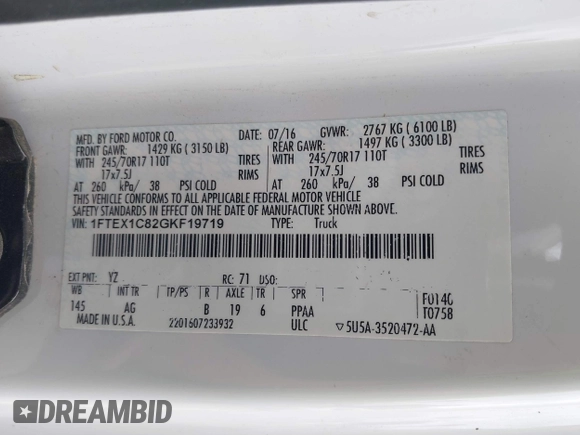 MFD. BY FORD MOTOR CO. 07/16 GVWR: 2767 KG ( 6100 LB)
FRONT GAWR: 1429 KG ( 3150 LB) REAR GAWR: 1497 KG ( 3300 LB)
WITH 245/70R17 110T TIRES WITH 245/70R17 110T TIRES
17x7.5J RIMS 17x7.5J RIMS
AT 260 kPa/ 38 PSI COLD AT 260 kPa/ 38 PSI COLD
THIS VEHICLE CONFORMS TO ALL APPLICABLE FEDERAL MOTOR VEHICLE
SAFETY STANDARDS IN EFFECT ON THE DATE OF MANUFACTURE SHOWN ABOVE.
VIN: 1FTEX1C82GKF19719 TYPE: Truck
EXT PNT: YZ RC: 71 DSO:
WB INT TR TP/PS R AXLE TR SPR F0140
145 AG B 19 6 PPAA T0758
MADE IN U.S.A. 2201607233932 ULC ▽5U5A-3520472-AA
DREAMBID